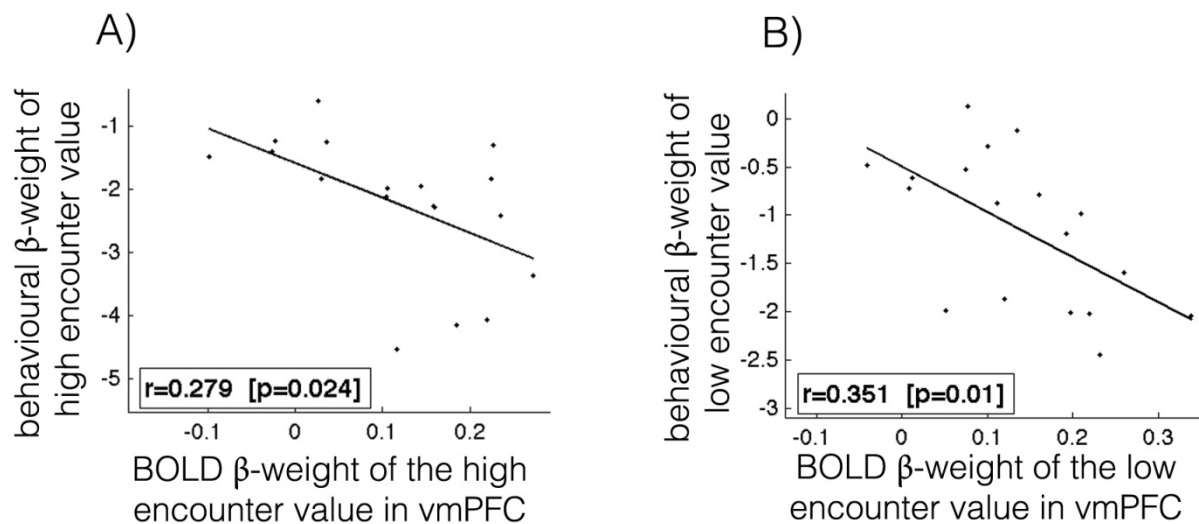 A)
behavioural β-weight of
high encounter value
-1
-2
-3
-4
-5
r=0.279 [p=0.024]
-0.1
0
0.1
0.2
BOLD β-weight of the high
encounter value in vmPFC
B)
behavioural β-weight of
low encounter value
0
-0.5
-1
-1.5
-2
-2.5
-3
r=0.351 [p=0.01]
-0.1
0
0.1
0.2
0.3
BOLD β-weight of the low
encounter value in vmPFC